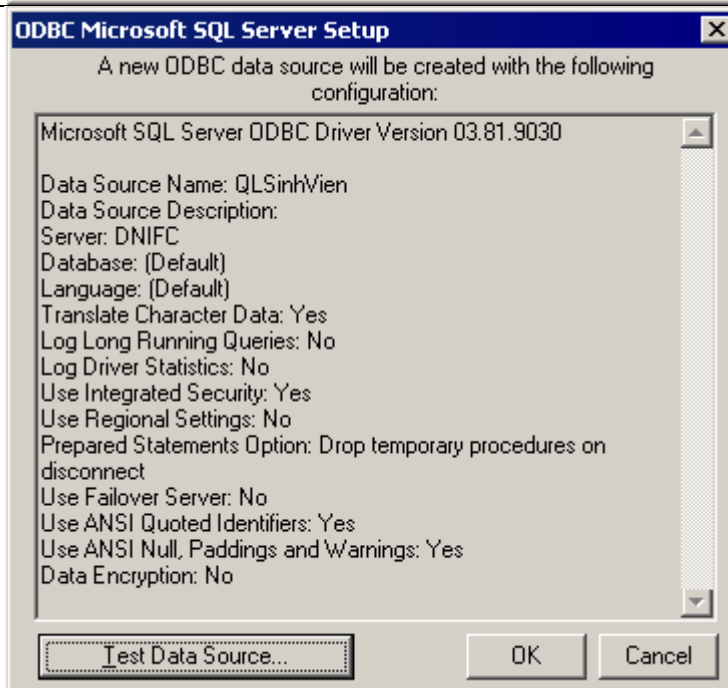 ODBC Microsoft SQL Server Setup
A new ODBC data source will be created with the following
configuration:
Microsoft SQL Server ODBC Driver Version 03.81.9030
Data Source Name: QLSinhVien
Data Source Description:
Server: DNIFC
Database: (Default)
Language: (Default)
Translate Character Data: Yes
Log Long Running Queries: No
Log Driver Statistics: No
Use Integrated Security: Yes
Use Regional Settings: No
Prepared Statements Option: Drop temporary procedures on
disconnect
Use Failover Server: No
Use ANSI Quoted Identifiers: Yes
Use ANSI Null, Paddings and Warnings: Yes
Data Encryption: No
Test Data Source...
OK
Cancel